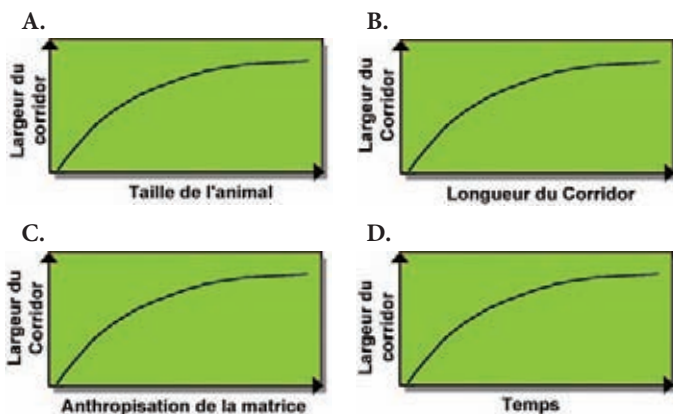 A.
Largeur du
corridor
Taille de l'animal
B.
Largeur du
Corridor
Longueur du Corridor
C.
Largeur du
Corridor
Anthropisation de la matrice
D.
Largeur du
corridor
Temps